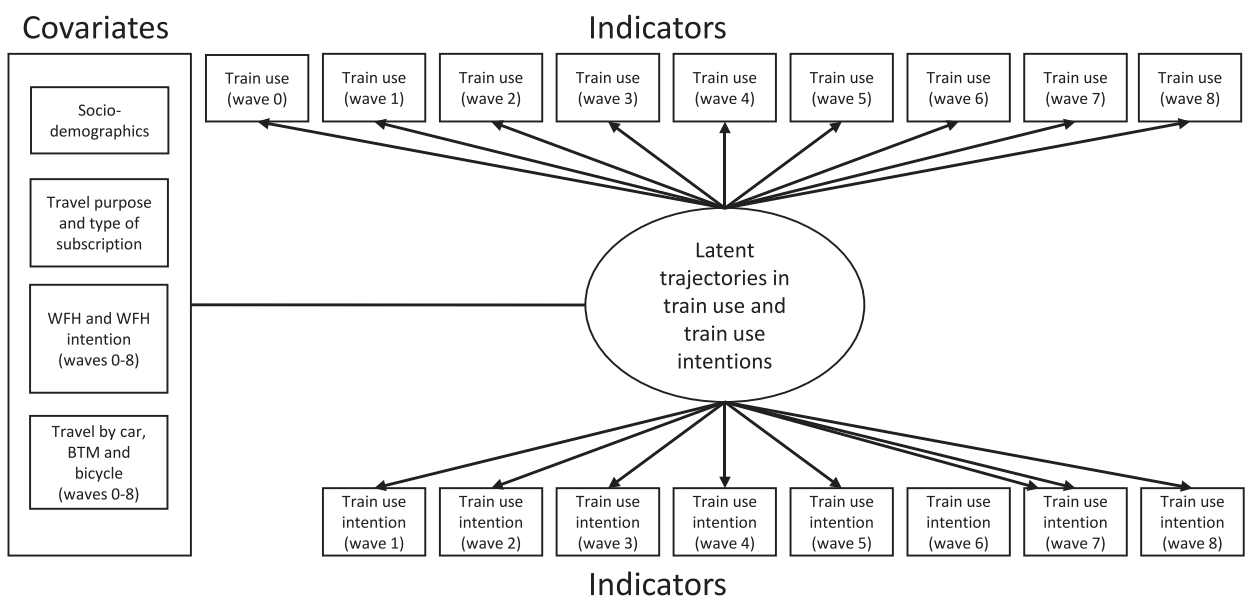 Covariates
Indicators
Socio-
demographics
Travel purpose
and type of
subscription
WFH and WFH
intention
(waves 0-8)
Travel by car,
BTM and
bicycle
(waves 0-8)
Train use
(wave 0)
Train use
(wave 1)
Train use
(wave 2)
Train use
(wave 3)
Train use
(wave 4)
Train use
(wave 5)
Train use
(wave 6)
Train use
(wave 7)
Train use
(wave 8)
Latent
trajectories in
train use and
train use
intentions
Train use
intention
(wave 1)
Train use
intention
(wave 2)
Train use
intention
(wave 3)
Train use
intention
(wave 4)
Train use
intention
(wave 5)
Train use
intention
(wave 6)
Train use
intention
(wave 7)
Train use
intention
(wave 8)
Indicators